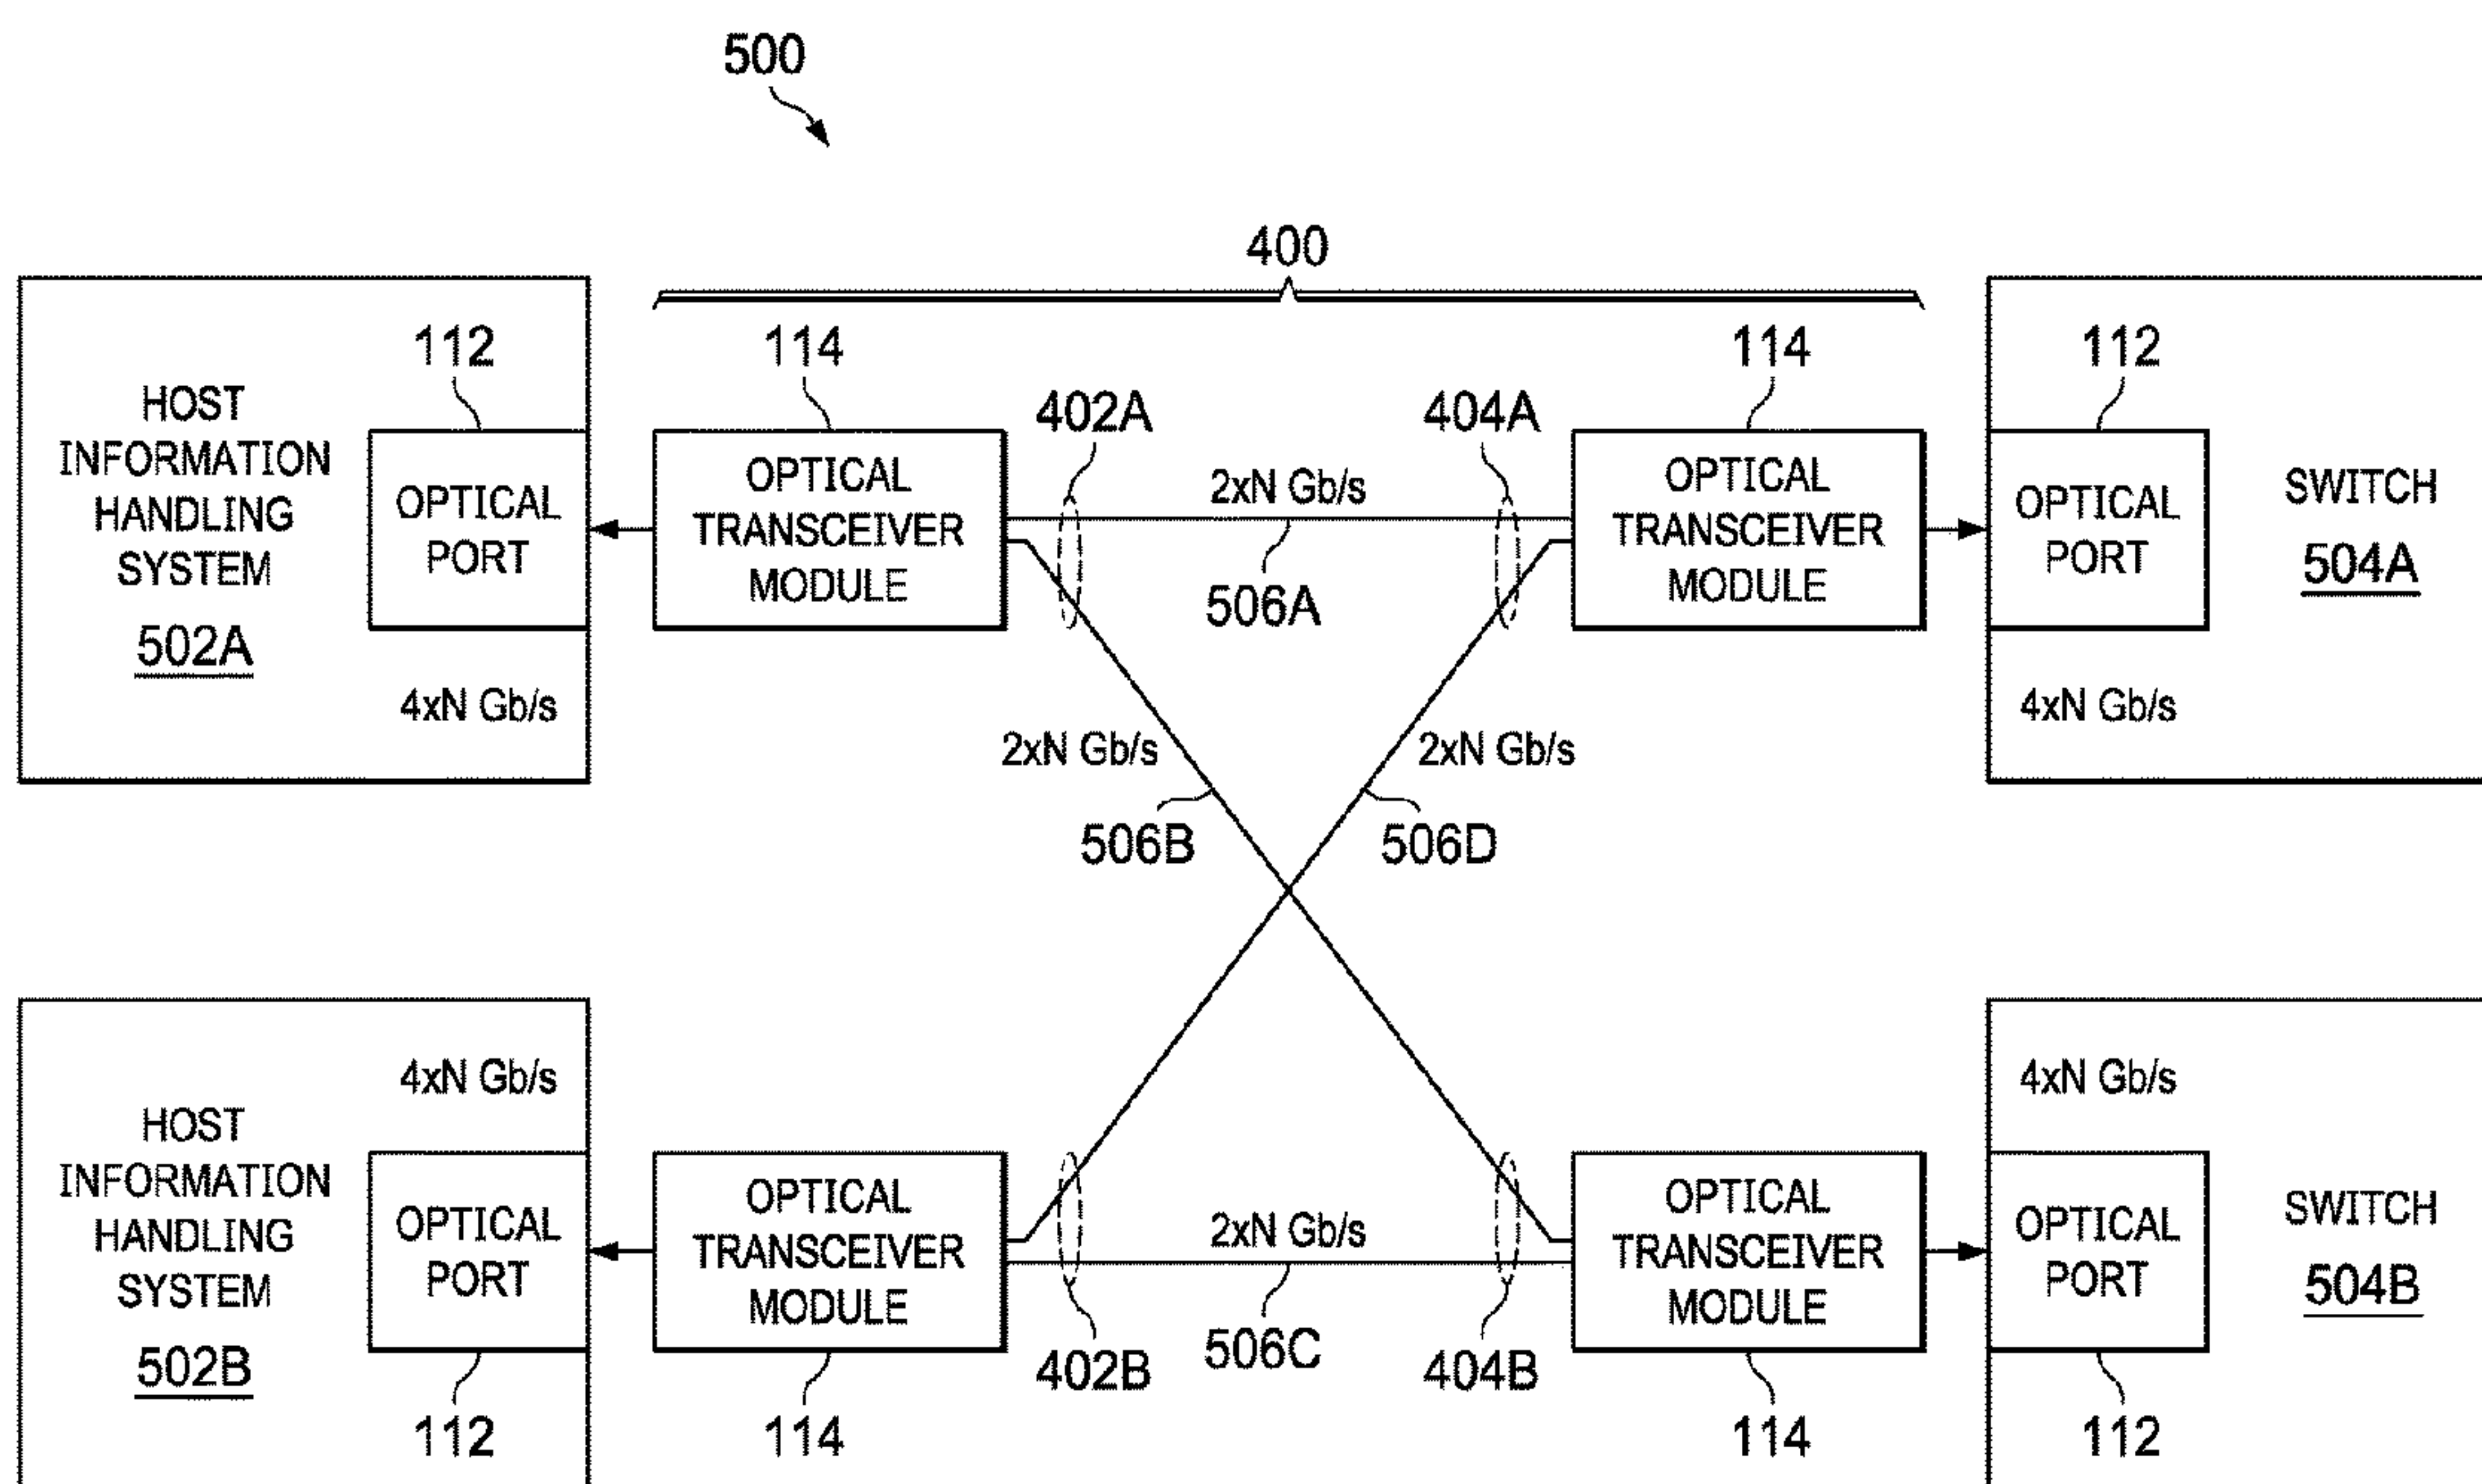 500
400
112
114
114
112
HOST
INFORMATION
HANDLING
SYSTEM
502A
OPTICAL
PORT
4xN Gb/s
OPTICAL
TRANSCEIVER
MODULE
402A
2xN Gb/s
506A
404A
OPTICAL
TRANSCEIVER
MODULE
OPTICAL
PORT
SWITCH
504A
4xN Gb/s
2xN Gb/s
506B
2xN Gb/s
506D
HOST
INFORMATION
HANDLING
SYSTEM
502B
4xN Gb/s
OPTICAL
PORT
112
OPTICAL
TRANSCEIVER
MODULE
114
402B
2xN Gb/s
506C
404B
OPTICAL
TRANSCEIVER
MODULE
114
4xN Gb/s
OPTICAL
PORT
112
SWITCH
504B